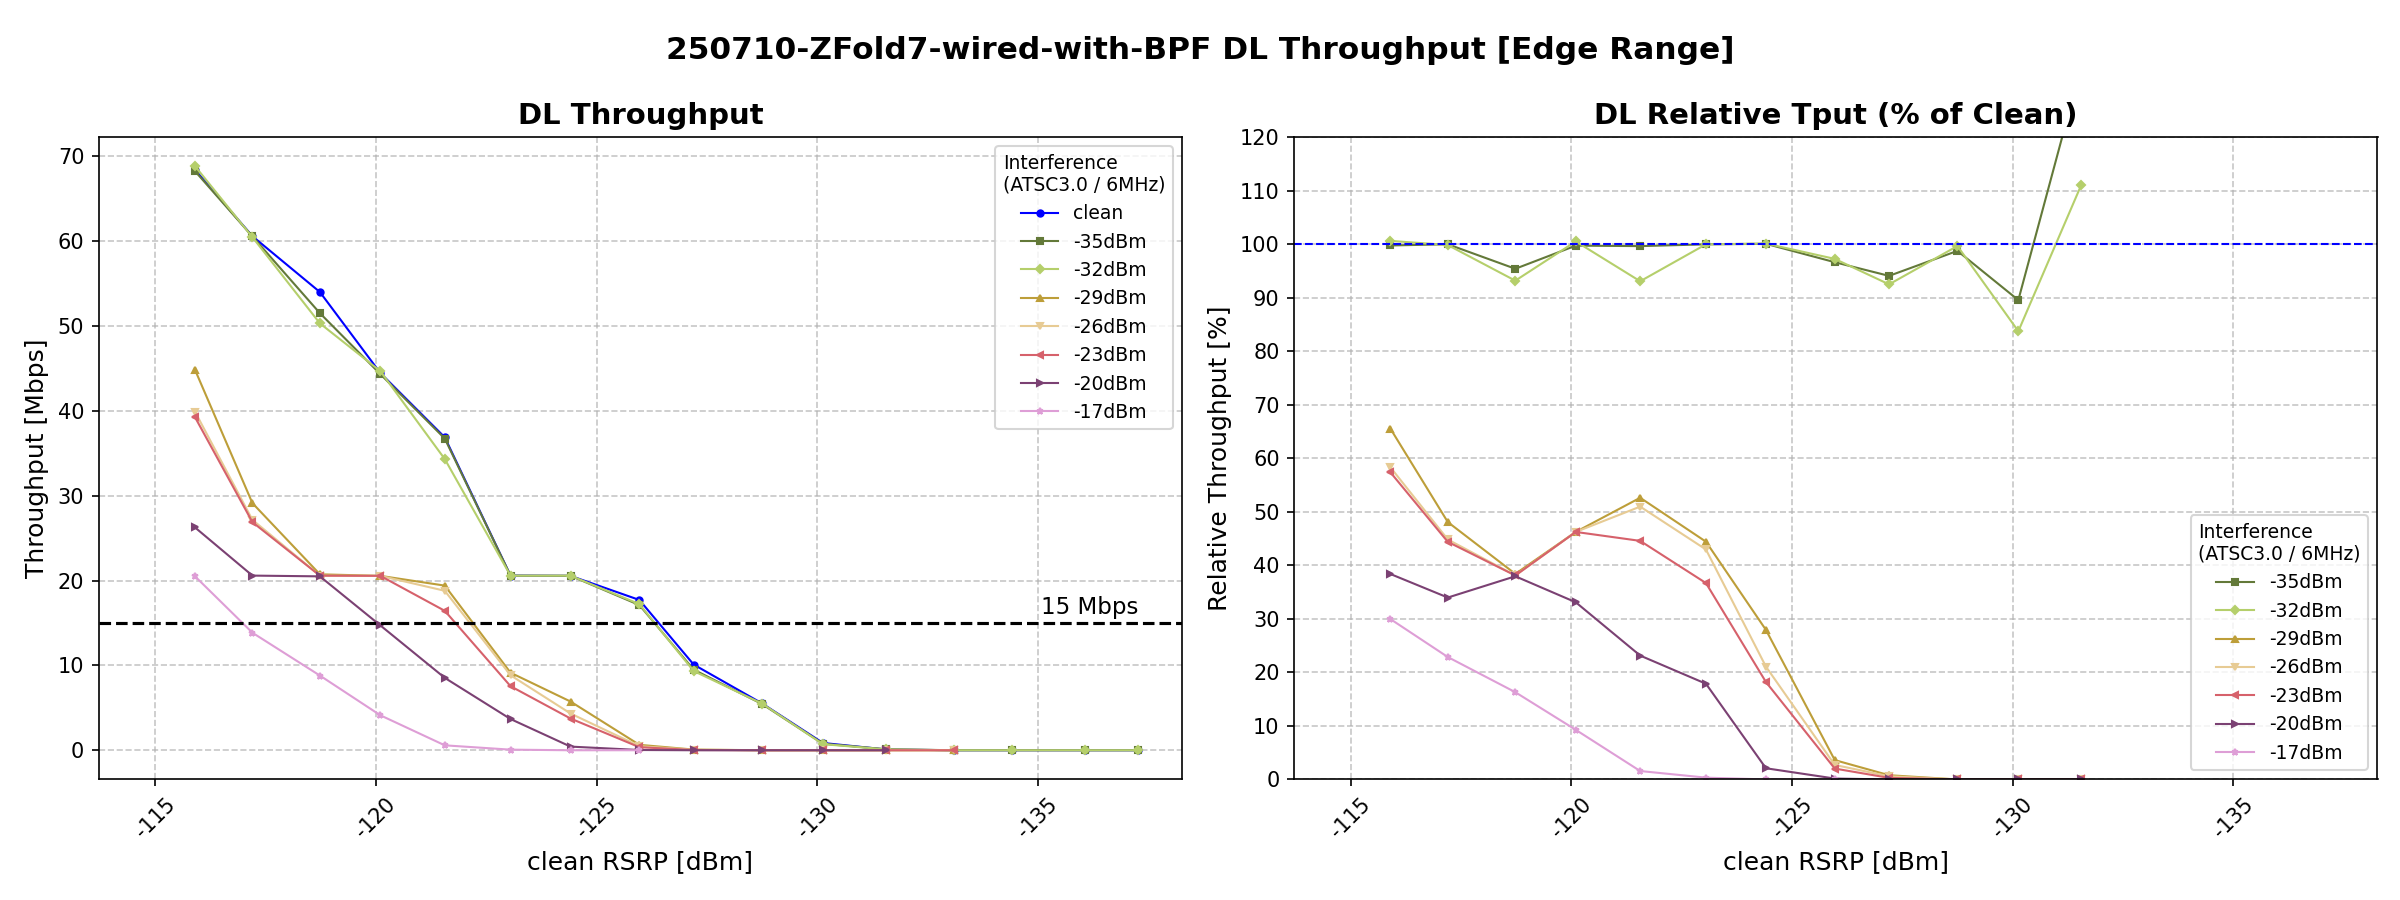 250710-ZFold7-wired-with-BPF DL Throughput [Edge Range]
DL Throughput
Throughput [Mbps]
70
60
50
40
30
20
10
0
-115
-120
-125
-130
-135
clean RSRP [dBm]
Interference
(ATSC3.0 / 6MHz)
clean
-35dBm
-32dBm
-29dBm
-26dBm
-23dBm
-20dBm
-17dBm
15 Mbps
DL Relative Tput (% of Clean)
Relative Throughput [%]
120
110
100
90
80
70
60
50
40
30
20
10
0
-115
-120
-125
-130
-135
clean RSRP [dBm]
Interference
(ATSC3.0 / 6MHz)
-35dBm
-32dBm
-29dBm
-26dBm
-23dBm
-20dBm
-17dBm